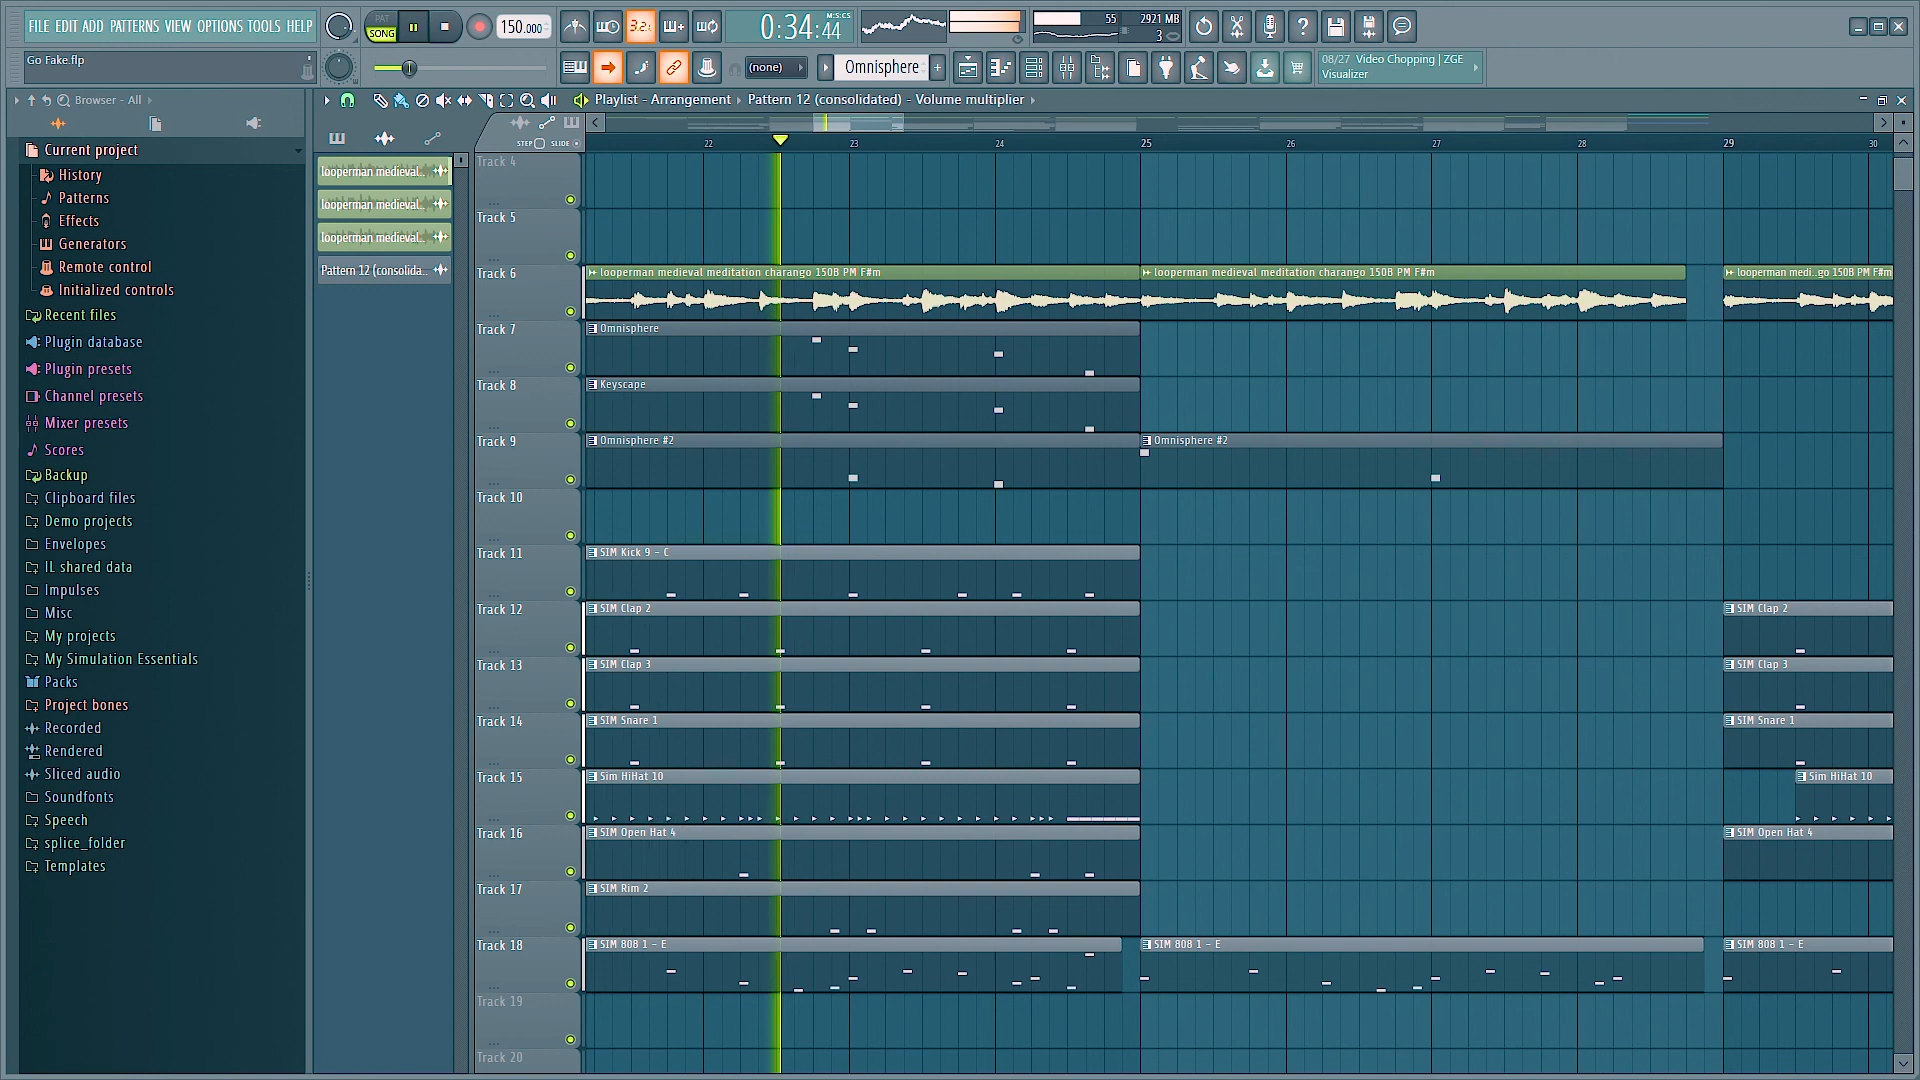 FILE EDIT ADD PATTERNS VIEW OPTIONS TOOLS HELP
PAT
SONG
150.000
3.2
0:34:44
M:S:CS
55
2921 MB
3
Go Fake.flp
(none)
Omnisphere
08/27 Video Chopping | ZGE
Visualizer
Browser - All
Playlist - Arrangement
Pattern 12 (consolidated) - Volume multiplier
STEP
SLIDE
22
23
24
25
26
27
28
29
30
Current project
History
Patterns
Effects
Generators
Remote control
Initialized controls
Recent files
Plugin database
Plugin presets
Channel presets
Mixer presets
Scores
Backup
Clipboard files
Demo projects
Envelopes
IL shared data
Impulses
Misc
My projects
My Simulation Essentials
Packs
Project bones
Recorded
Rendered
Sliced audio
Soundfonts
Speech
splice_folder
Templates
looperman medieval..
looperman medieval..
looperman medieval..
Pattern 12 (consolida..
Track 4
Track 5
Track 6
looperman medieval meditation charango 150B PM F#m
looperman medieval meditation charango 150B PM F#m
looperman medi..go 150B PM F#m
Track 7
Omnisphere
Track 8
Keyscape
Track 9
Omnisphere #2
Omnisphere #2
Track 10
Track 11
SIM Kick 9 - C
Track 12
SIM Clap 2
SIM Clap 2
Track 13
SIM Clap 3
SIM Clap 3
Track 14
SIM Snare 1
SIM Snare 1
Track 15
Sim HiHat 10
Sim HiHat 10
Track 16
SIM Open Hat 4
SIM Open Hat 4
Track 17
SIM Rim 2
Track 18
SIM 808 1 - E
SIM 808 1 - E
SIM 808 1 - E
Track 19
Track 20